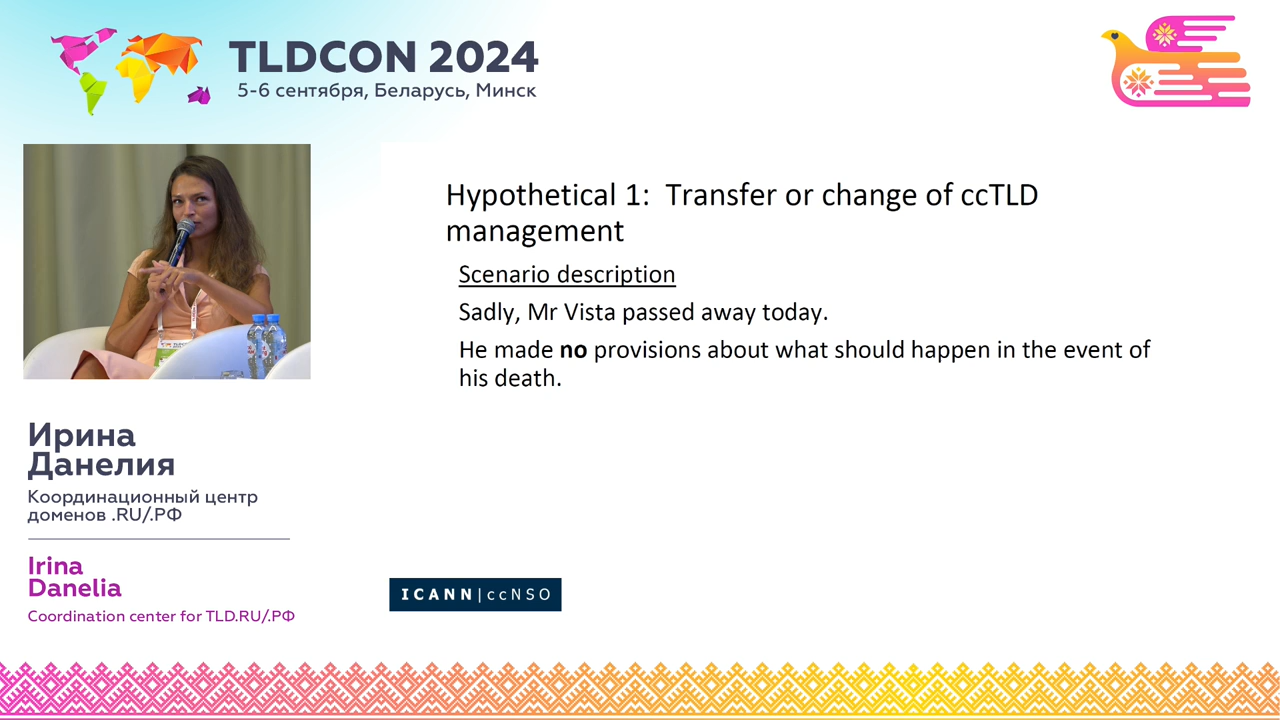 TLDCON 2024
5-6 сентября, Беларусь, Минск
Hypothetical 1: Transfer or change of ccTLD
management
Scenario description
Sadly, Mr Vista passed away today.
He made no provisions about what should happen in the event of
his death.
Ирина
Данелия
Координационный центр
доменов .RU/.РФ
Irina
Danelia
Coordination center for TLD.RU/.РФ
ICANN|ccNSO